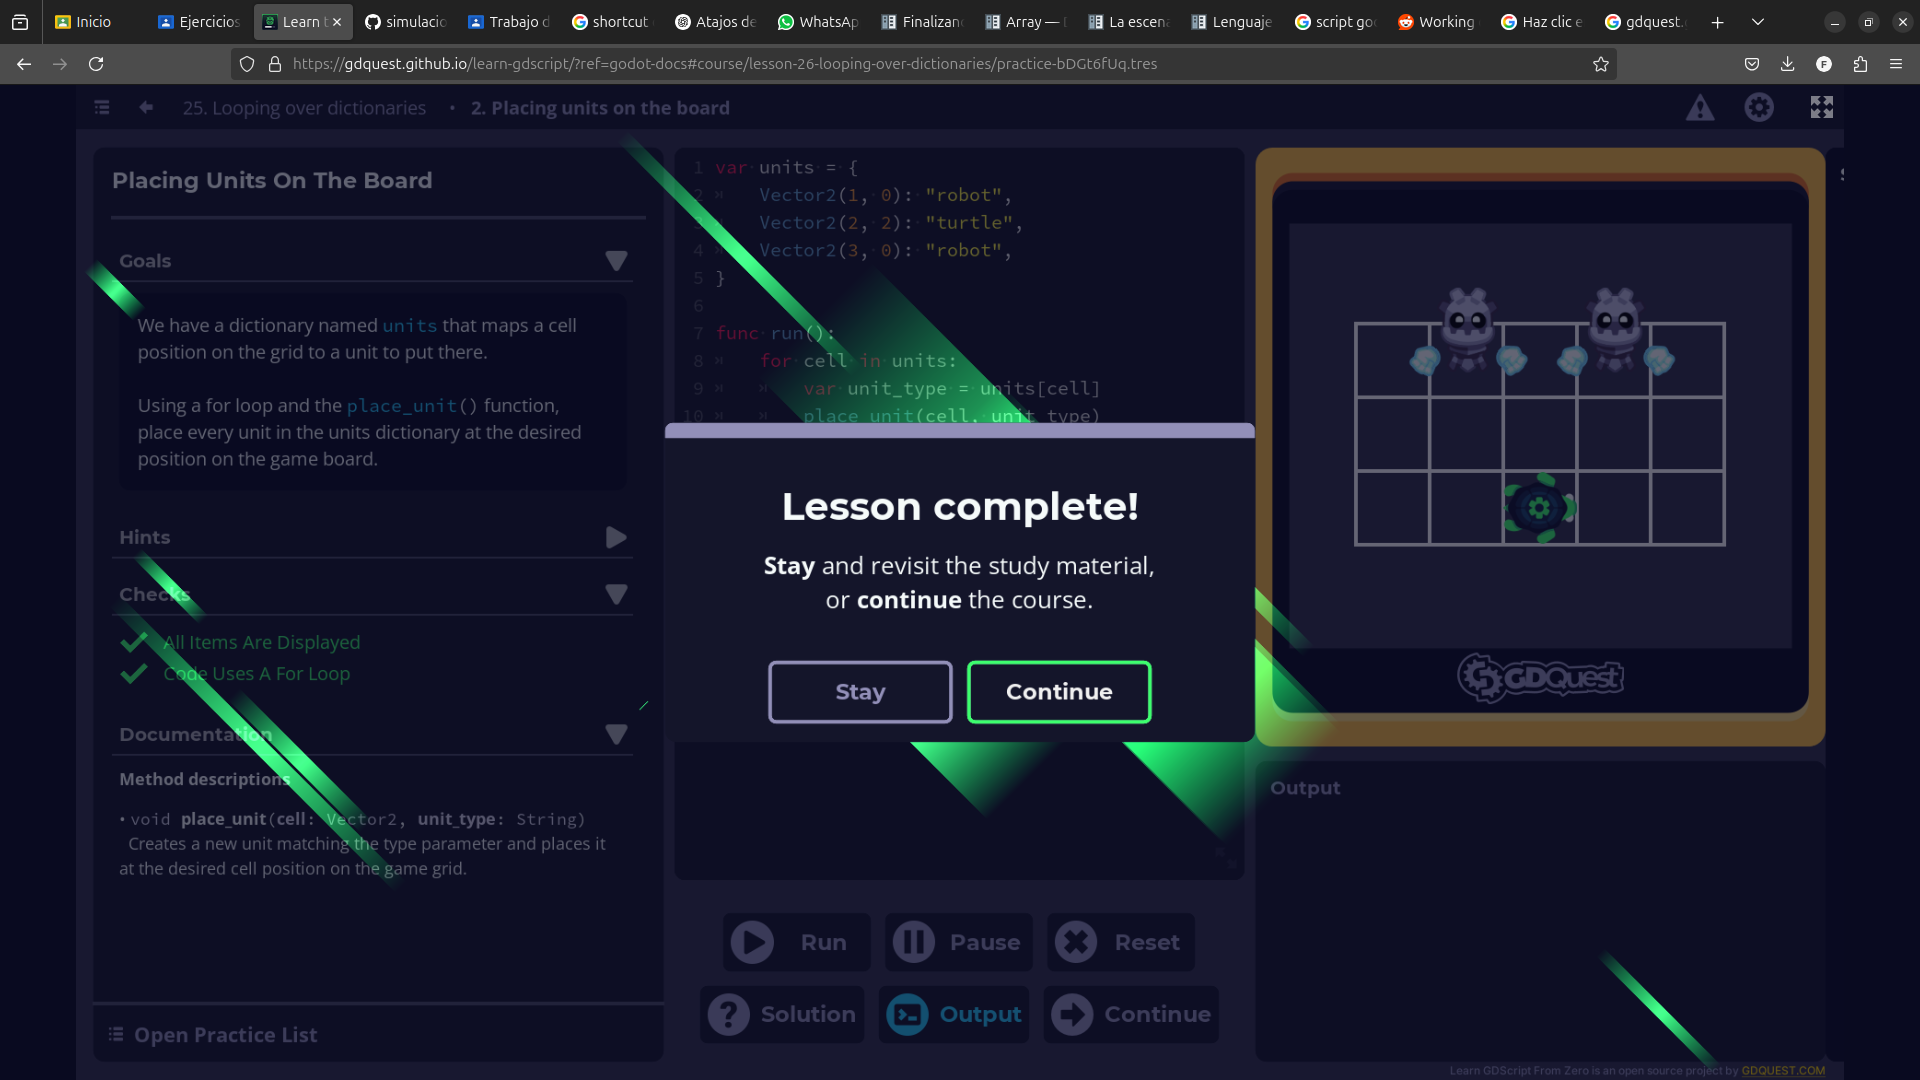 Inicio
Ejercicios
Learn t
simulacio
Trabajo d
shortcut
Atajos de
WhatsAp
Finalizan
Array — D
La escena
Lenguaje
script go
Working
Haz clic e
gdquest.
https://gdquest.github.io/learn-gdscript/?ref=godot-docs#course/lesson-26-looping-over-dictionaries/practice-bDGt6fUq.tres
25. Looping over dictionaries • 2. Placing units on the board
Placing Units On The Board
Goals
We have a dictionary named units that maps a cell
position on the grid to a unit to put there.
Using a for loop and the place_unit() function,
place every unit in the units dictionary at the desired
position on the game board.
Hints
Checks
All Items Are Displayed
Code Uses A For Loop
Documentation
Method descriptions
• void place_unit(cell: Vector2, unit_type: String)
Creates a new unit matching the type parameter and places it
at the desired cell position on the game grid.
Open Practice List
1 var units = {
2 Vector2(1, 0): "robot",
3 Vector2(2, 2): "turtle",
4 Vector2(3, 0): "robot",
5 }
6
7 func run():
8 for cell in units:
9 var unit_type = units[cell]
10 place_unit(cell, unit_type)
Lesson complete!
Stay and revisit the study material,
or continue the course.
Stay
Continue
Run
Pause
Reset
Solution
Output
Continue
GDQuest
Output
Learn GDScript From Zero is an open source project by GDQUEST.COM